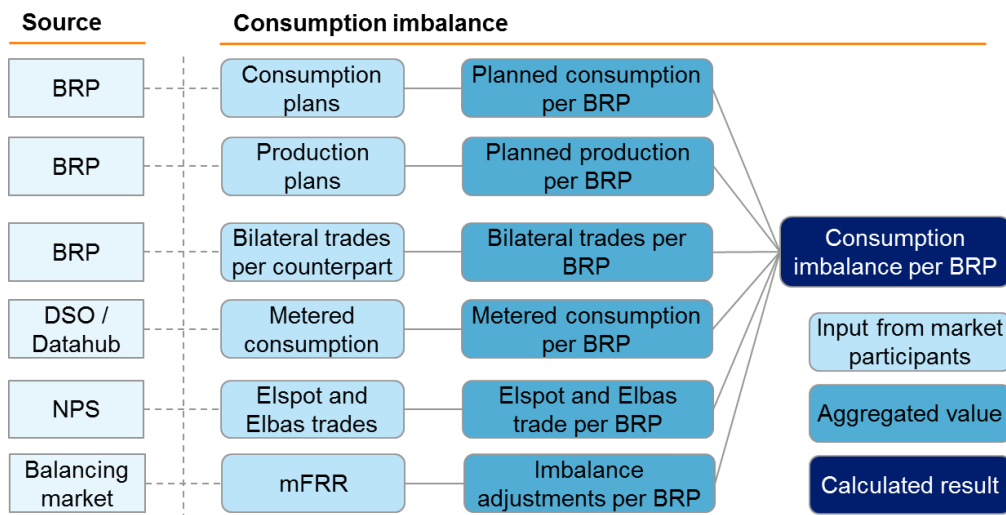 Source
Consumption imbalance
BRP
Consumption
plans
Planned consumption
per BRP
BRP
Production
plans
Planned production
per BRP
BRP
Bilateral trades
per counterpart
Bilateral trades per
BRP
Consumption
imbalance per BRP
DSO /
Datahub
Metered
consumption
Metered consumption
per BRP
Input from market
participants
NPS
Elspot and
Elbas trades
Elspot and Elbas
trade per BRP
Aggregated value
Balancing
market
mFRR
Imbalance
adjustments per BRP
Calculated result